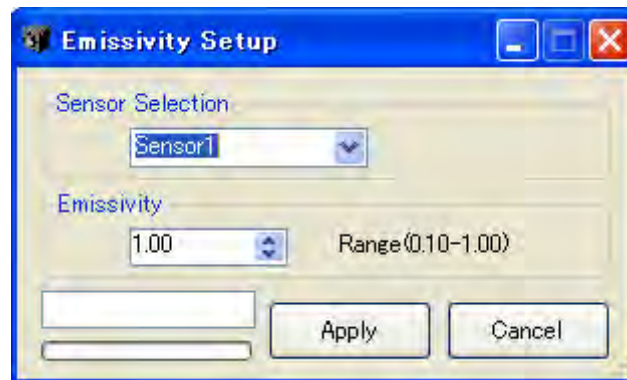 Emissivity Setup
Sensor Selection
Sensor1
Emissivity
1.00 Range(0.10-1.00)
Apply Cancel